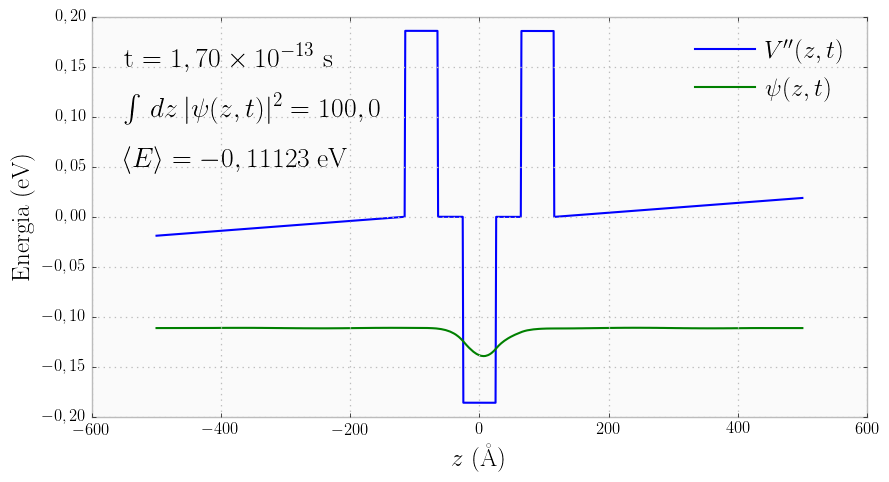 t = 1,70 × 10⁻¹³ s
∫ dz |ψ(z, t)|² = 100,0
⟨E⟩ = −0,11123 eV
V″(z, t)
ψ(z, t)
Energia (eV)
0,20
0,15
0,10
0,05
0,00
−0,05
−0,10
−0,15
−0,20
−600 −400 −200 0 200 400 600
z (Å)